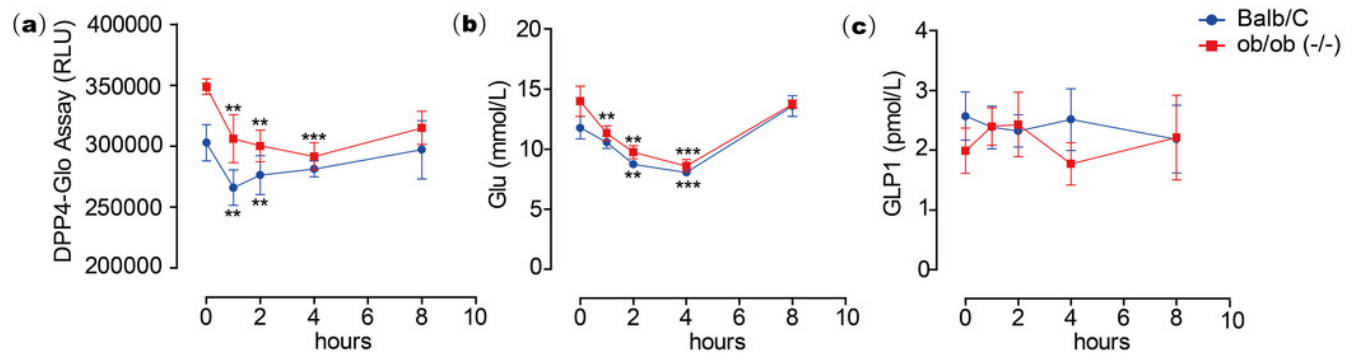 (a)
DPP4-Glo Assay (RLU)
400000
350000
300000
250000
200000
**
**
***
**
**
0 2 4 6 8 10
hours
(b)
Glu (mmol/L)
20
15
10
5
0
**
**
***
**
***
0 2 4 6 8 10
hours
(c)
GLP1 (pmol/L)
4
3
2
1
0
0 2 4 6 8 10
hours
Balb/C
ob/ob (-/-)